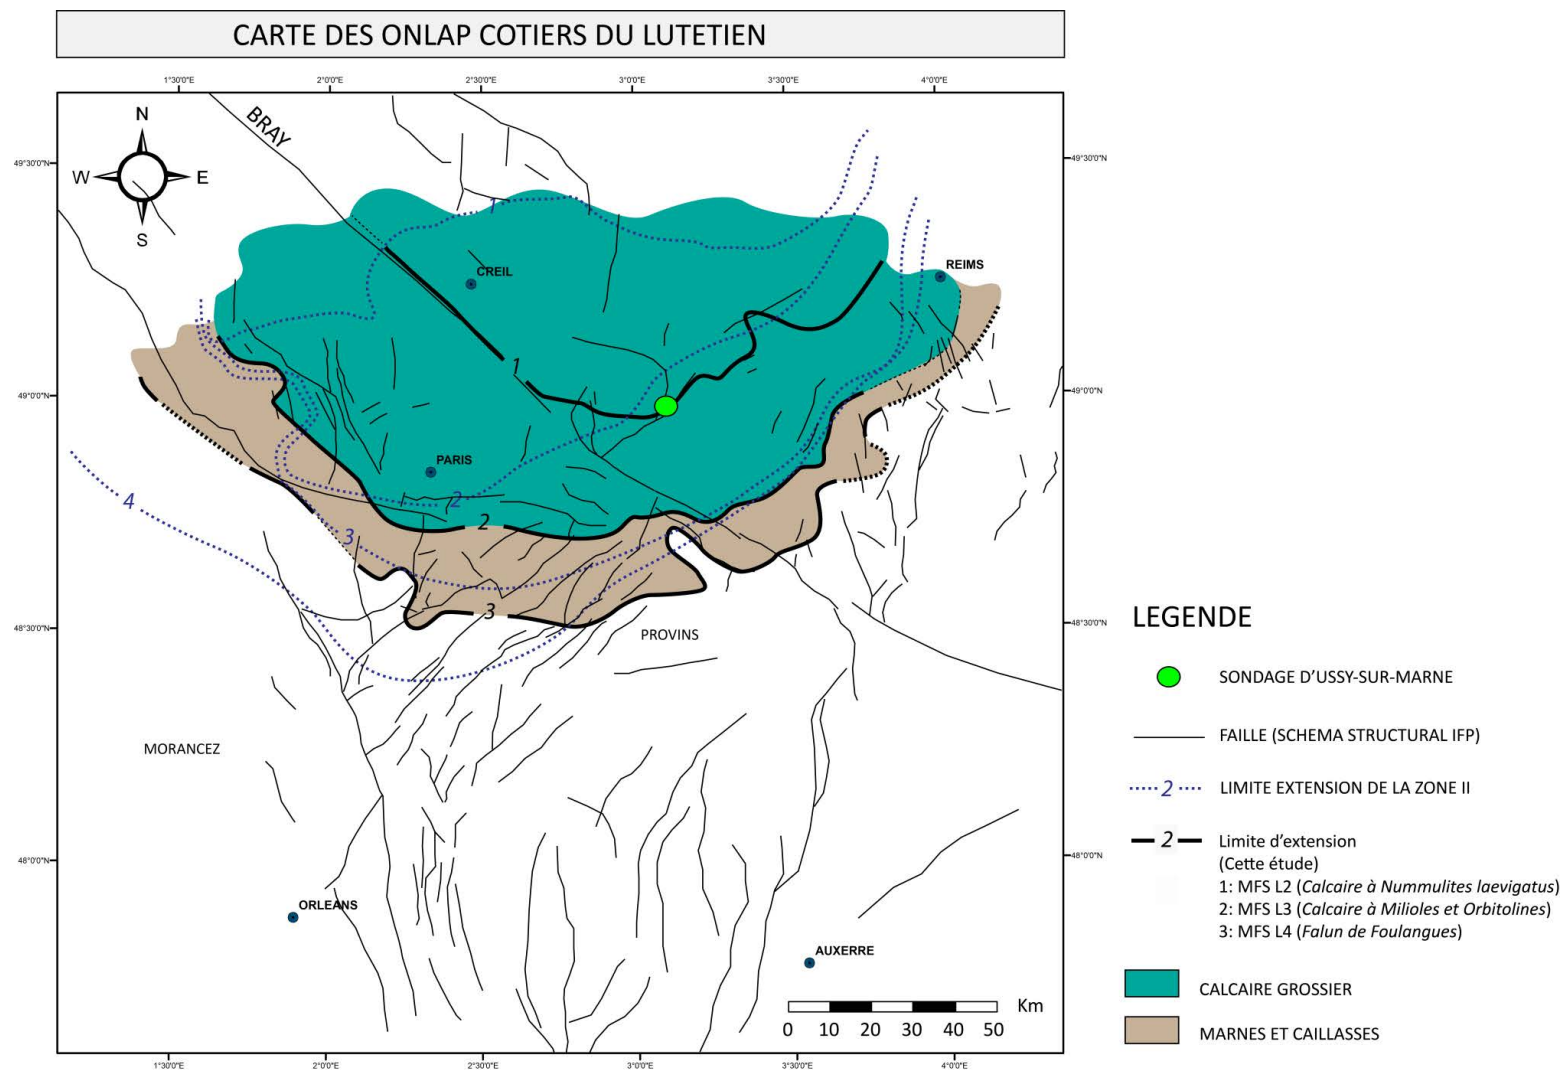 CARTE DES ONLAP COTIERS DU LUTETIEN
1°30'0"E 2°0'0"E 2°30'0"E 3°0'0"E 3°30'0"E 4°0'0"E
N
W E
S
BRAY
49°30'0"N 49°30'0"N
1
CREIL
REIMS
1
49°0'0"N 49°0'0"N
PARIS
2
4
2
3
3
48°30'0"N 48°30'0"N
PROVINS
MORANCEZ
48°0'0"N 48°0'0"N
ORLEANS
AUXERRE
Km
0 10 20 30 40 50
1°30'0"E 2°0'0"E 2°30'0"E 3°0'0"E 3°30'0"E 4°0'0"E
LEGENDE
SONDAGE D'USSY-SUR-MARNE
FAILLE (SCHEMA STRUCTURAL IFP)
2 LIMITE EXTENSION DE LA ZONE II
2 Limite d'extension
(Cette étude)
1: MFS L2 (Calcaire à Nummulites laevigatus)
2: MFS L3 (Calcaire à Milioles et Orbitolines)
3: MFS L4 (Falun de Foulangues)
CALCAIRE GROSSIER
MARNES ET CAILLASSES